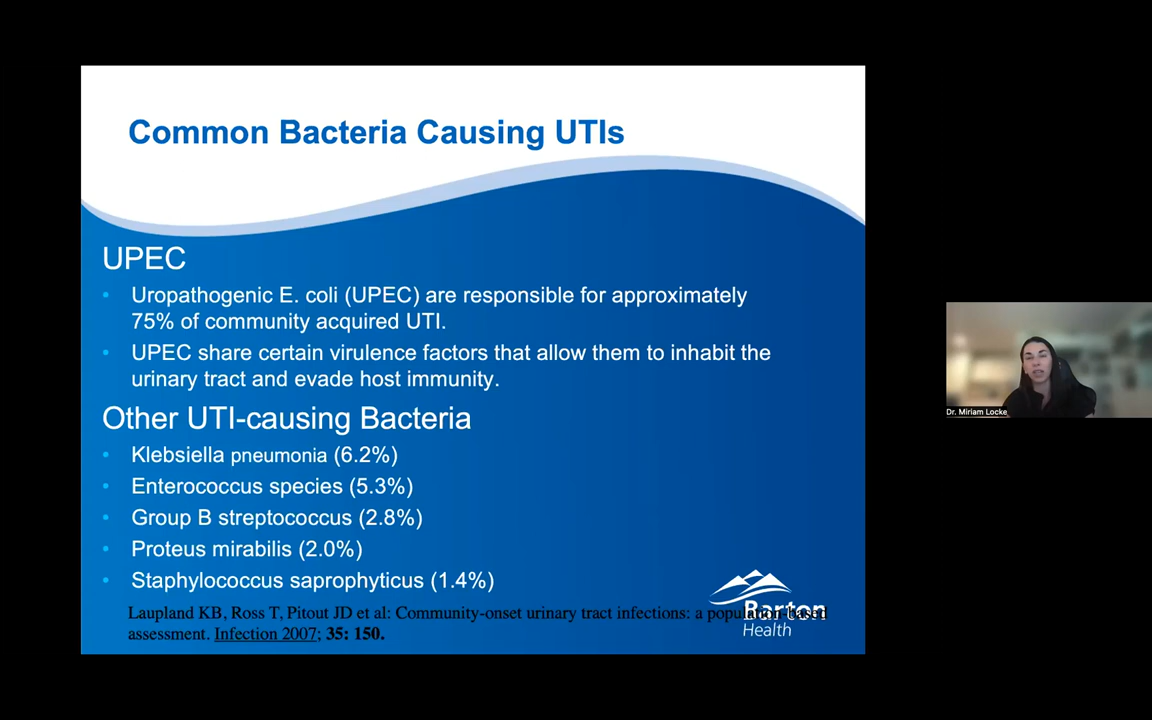 Common Bacteria Causing UTIs
UPEC
• Uropathogenic E. coli (UPEC) are responsible for approximately
75% of community acquired UTI.
• UPEC share certain virulence factors that allow them to inhabit the
urinary tract and evade host immunity.
Other UTI-causing Bacteria
• Klebsiella pneumonia (6.2%)
• Enterococcus species (5.3%)
• Group B streptococcus (2.8%)
• Proteus mirabilis (2.0%)
• Staphylococcus saprophyticus (1.4%)
Laupland KB, Ross T, Pitout JD et al: Community-onset urinary tract infections: a population-based
assessment. Infection 2007; 35: 150.
Barton
Health
Dr. Miriam Locke